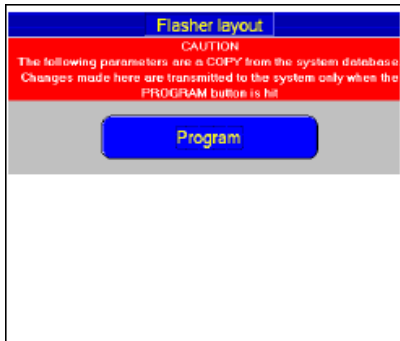 Flasher layout
CAUTION
The following parameters are a COPY from the system database
Changes made here are transmitted to the system only when the
PROGRAM button is hit
Program